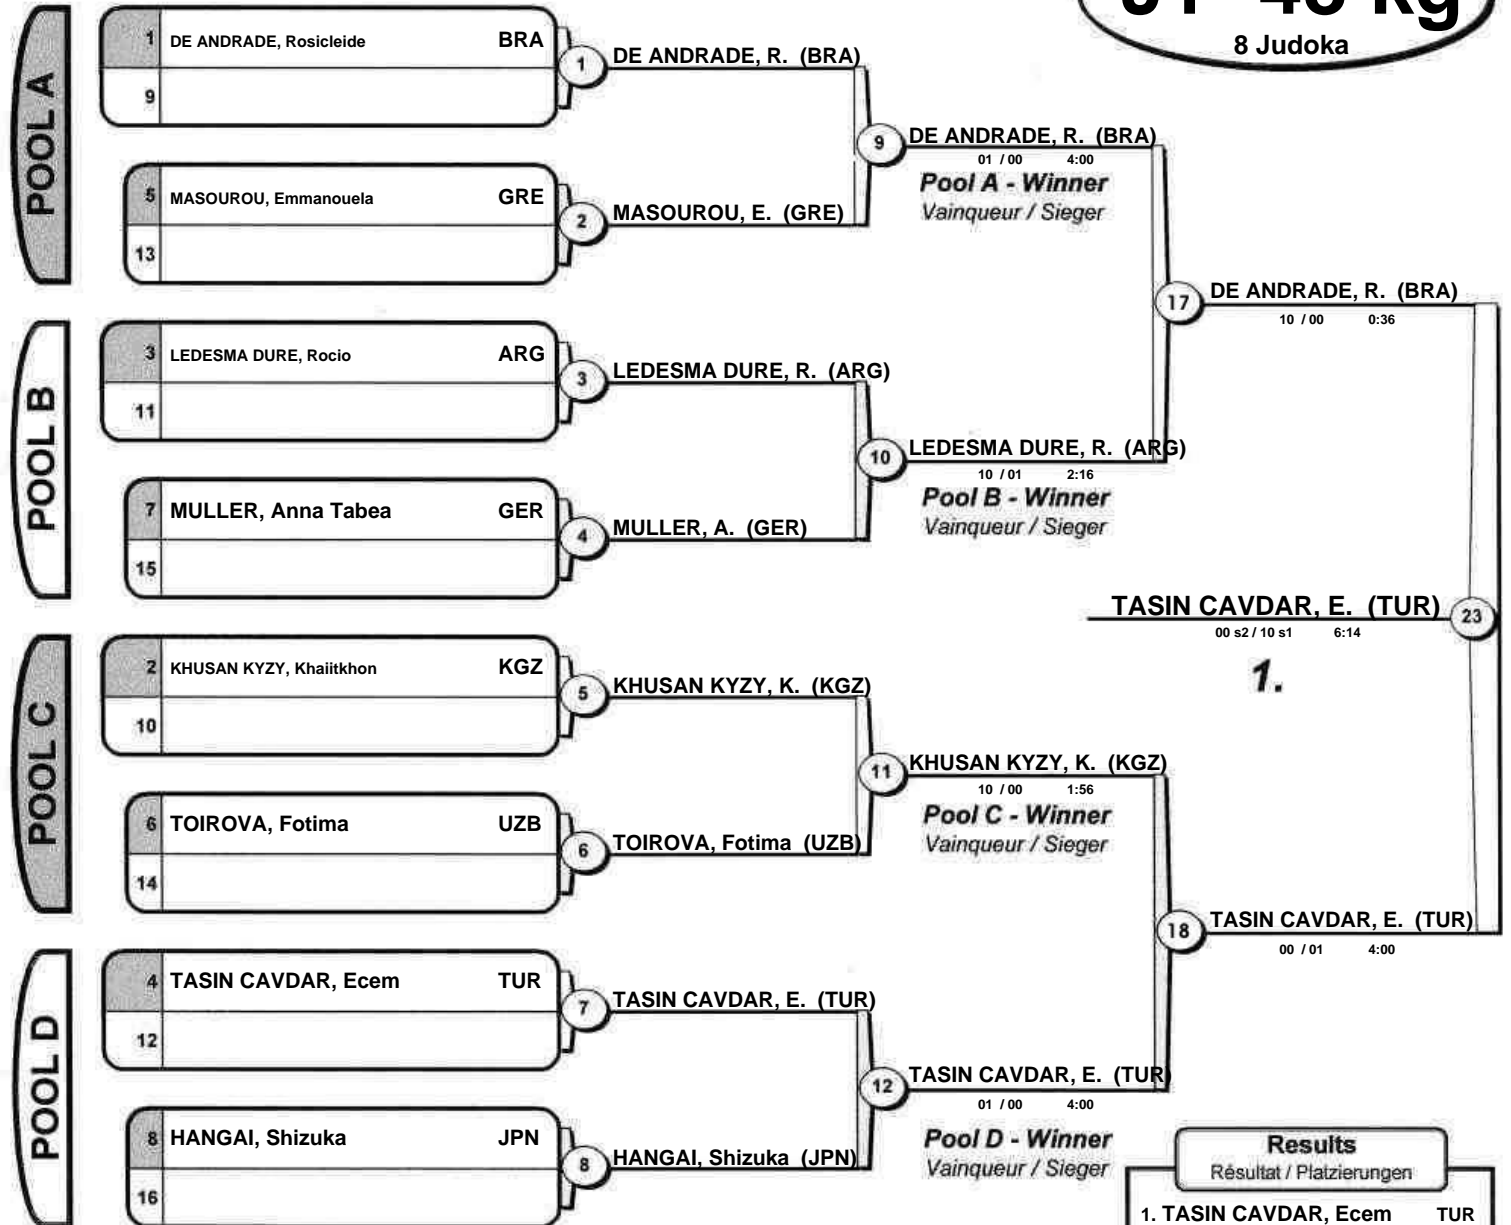 J1 -48 kg
8 Judoka
POOL A
1 DE ANDRADE, Rosicleide BRA
9
5 MASOUROU, Emmanouela GRE
13
1 DE ANDRADE, R. (BRA)
2 MASOUROU, E. (GRE)
9 DE ANDRADE, R. (BRA)
01 / 00 4:00
Pool A - Winner
Vainqueur / Sieger
POOL B
3 LEDESMA DURE, Rocio ARG
11
7 MULLER, Anna Tabea GER
15
3 LEDESMA DURE, R. (ARG)
4 MULLER, A. (GER)
10 LEDESMA DURE, R. (ARG)
10 / 01 2:16
Pool B - Winner
Vainqueur / Sieger
17 DE ANDRADE, R. (BRA)
10 / 00 0:36
POOL C
2 KHUSAN KYZY, Khaiitkhon KGZ
10
6 TOIROVA, Fotima UZB
14
5 KHUSAN KYZY, K. (KGZ)
6 TOIROVA, Fotima (UZB)
11 KHUSAN KYZY, K. (KGZ)
10 / 00 1:56
Pool C - Winner
Vainqueur / Sieger
POOL D
4 TASIN CAVDAR, Ecem TUR
12
8 HANGAI, Shizuka JPN
16
7 TASIN CAVDAR, E. (TUR)
8 HANGAI, Shizuka (JPN)
12 TASIN CAVDAR, E. (TUR)
01 / 00 4:00
Pool D - Winner
Vainqueur / Sieger
18 TASIN CAVDAR, E. (TUR)
00 / 01 4:00
TASIN CAVDAR, E. (TUR) 23
00 s2 / 10 s1 6:14
1.
Results
Résultat / Platzierungen
1. TASIN CAVDAR, Ecem TUR